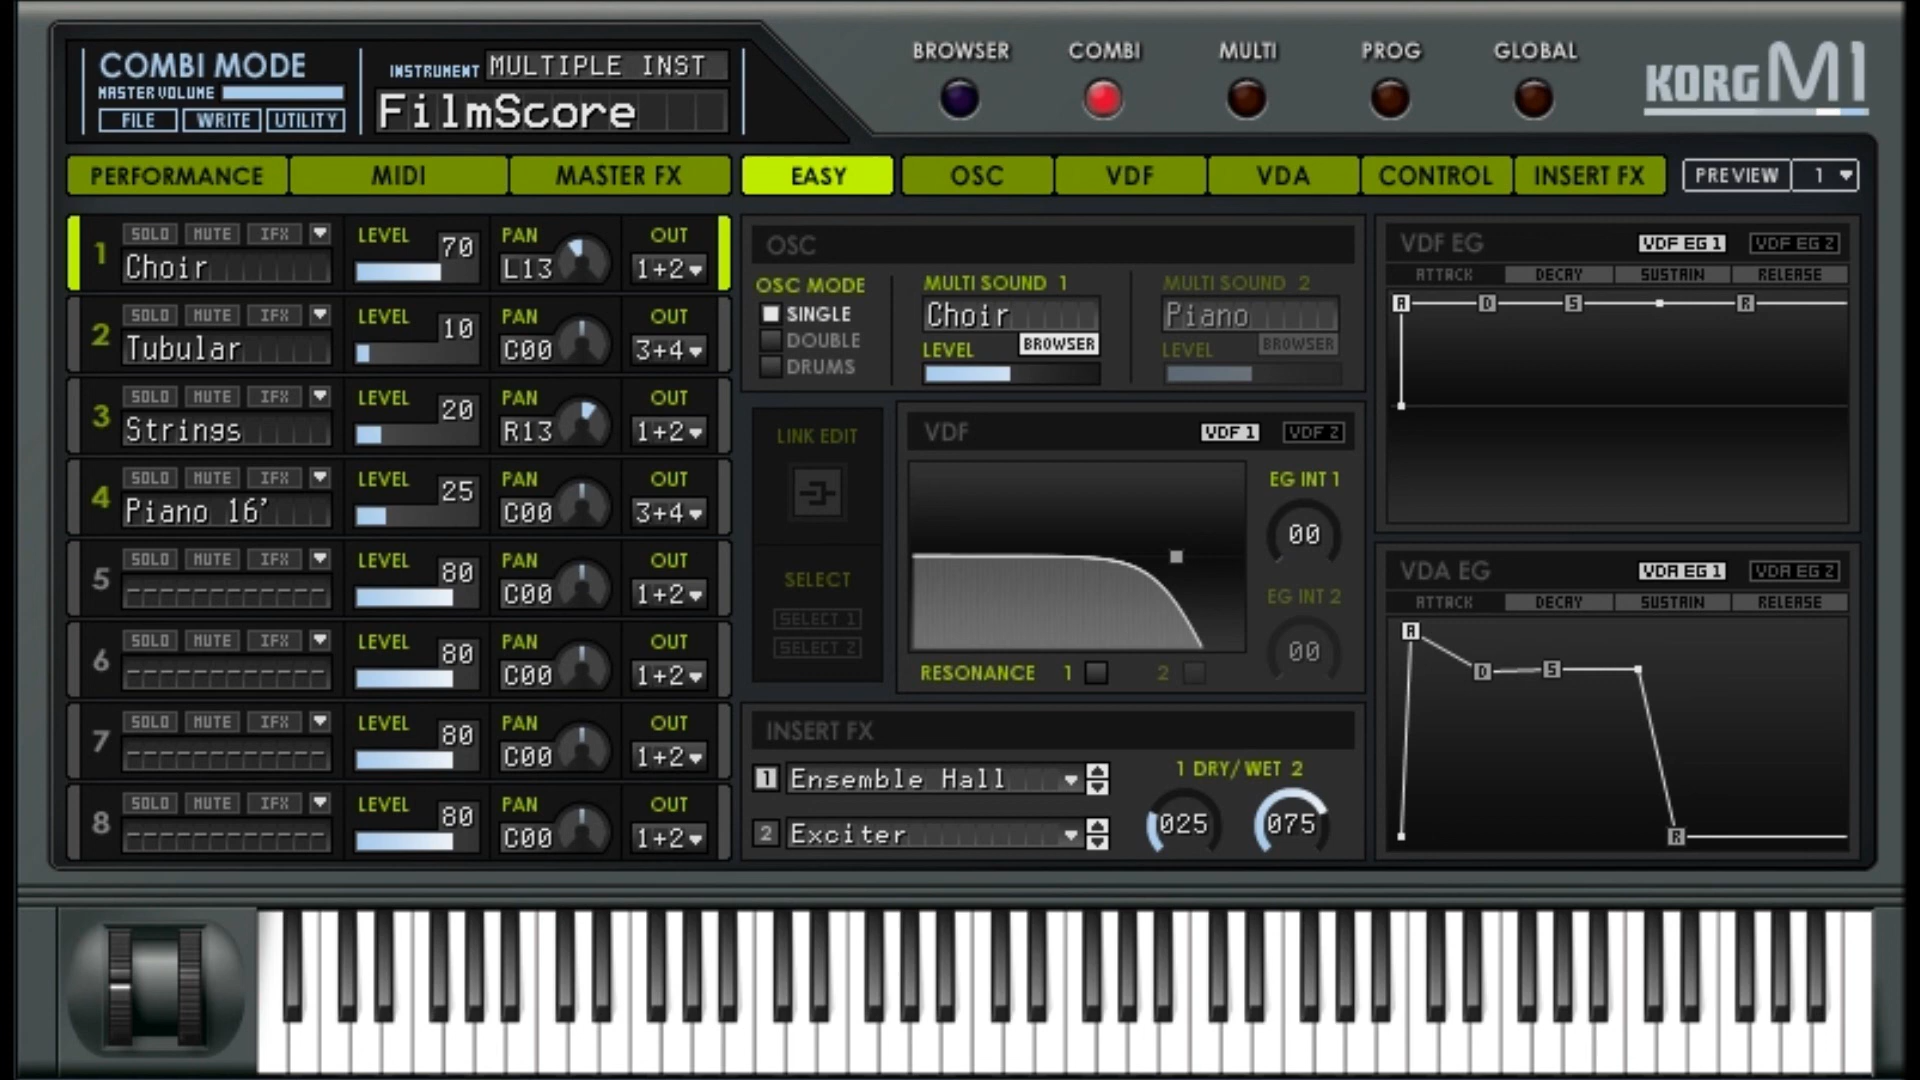 COMBI MODE
MASTER VOLUME
FILE WRITE UTILITY
INSTRUMENT MULTIPLE INST
FilmScore
BROWSER COMBI MULTI PROG GLOBAL
KORG M1
PERFORMANCE MIDI MASTER FX EASY OSC VDF VDA CONTROL INSERT FX PREVIEW 1
1 SOLO MUTE IFX LEVEL 70 PAN OUT
Choir L13 1+2
2 SOLO MUTE IFX LEVEL 10 PAN OUT
Tubular C00 3+4
3 SOLO MUTE IFX LEVEL 20 PAN OUT
Strings R13 1+2
4 SOLO MUTE IFX LEVEL 25 PAN OUT
Piano 16' C00 3+4
5 SOLO MUTE IFX LEVEL 80 PAN OUT
------------ C00 1+2
6 SOLO MUTE IFX LEVEL 80 PAN OUT
------------ C00 1+2
7 SOLO MUTE IFX LEVEL 80 PAN OUT
------------ C00 1+2
8 SOLO MUTE IFX LEVEL 80 PAN OUT
------------ C00 1+2
OSC
OSC MODE
SINGLE
DOUBLE
DRUMS
MULTI SOUND 1
Choir
LEVEL BROWSER
MULTI SOUND 2
Piano
LEVEL BROWSER
LINK EDIT
SELECT
SELECT 1
SELECT 2
VDF VDF 1 VDF 2
EG INT 1
00
EG INT 2
00
RESONANCE 1 2
INSERT FX
1 Ensemble Hall
2 Exciter
1 DRY/WET 2
025 075
VDF EG VDF EG 1 VDF EG 2
ATTACK DECAY SUSTAIN RELEASE
A D S R
VDA EG VDA EG 1 VDA EG 2
ATTACK DECAY SUSTAIN RELEASE
A
D S
R